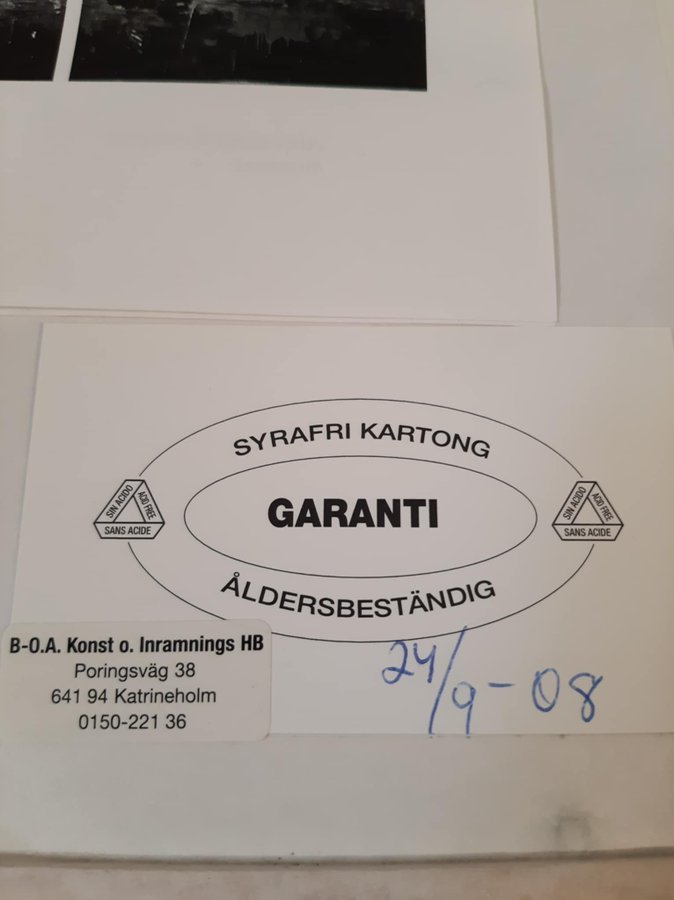 SYRAFRI KARTONG
SIN ACIDO
ACID FREE
SANS ACIDE
GARANTI
SIN ACIDO
ACID FREE
SANS ACIDE
ÅLDERSBESTÄNDIG
B-O.A. Konst o. Inramnings HB
Poringsväg 38
641 94 Katrineholm
0150-221 36
24/9-08